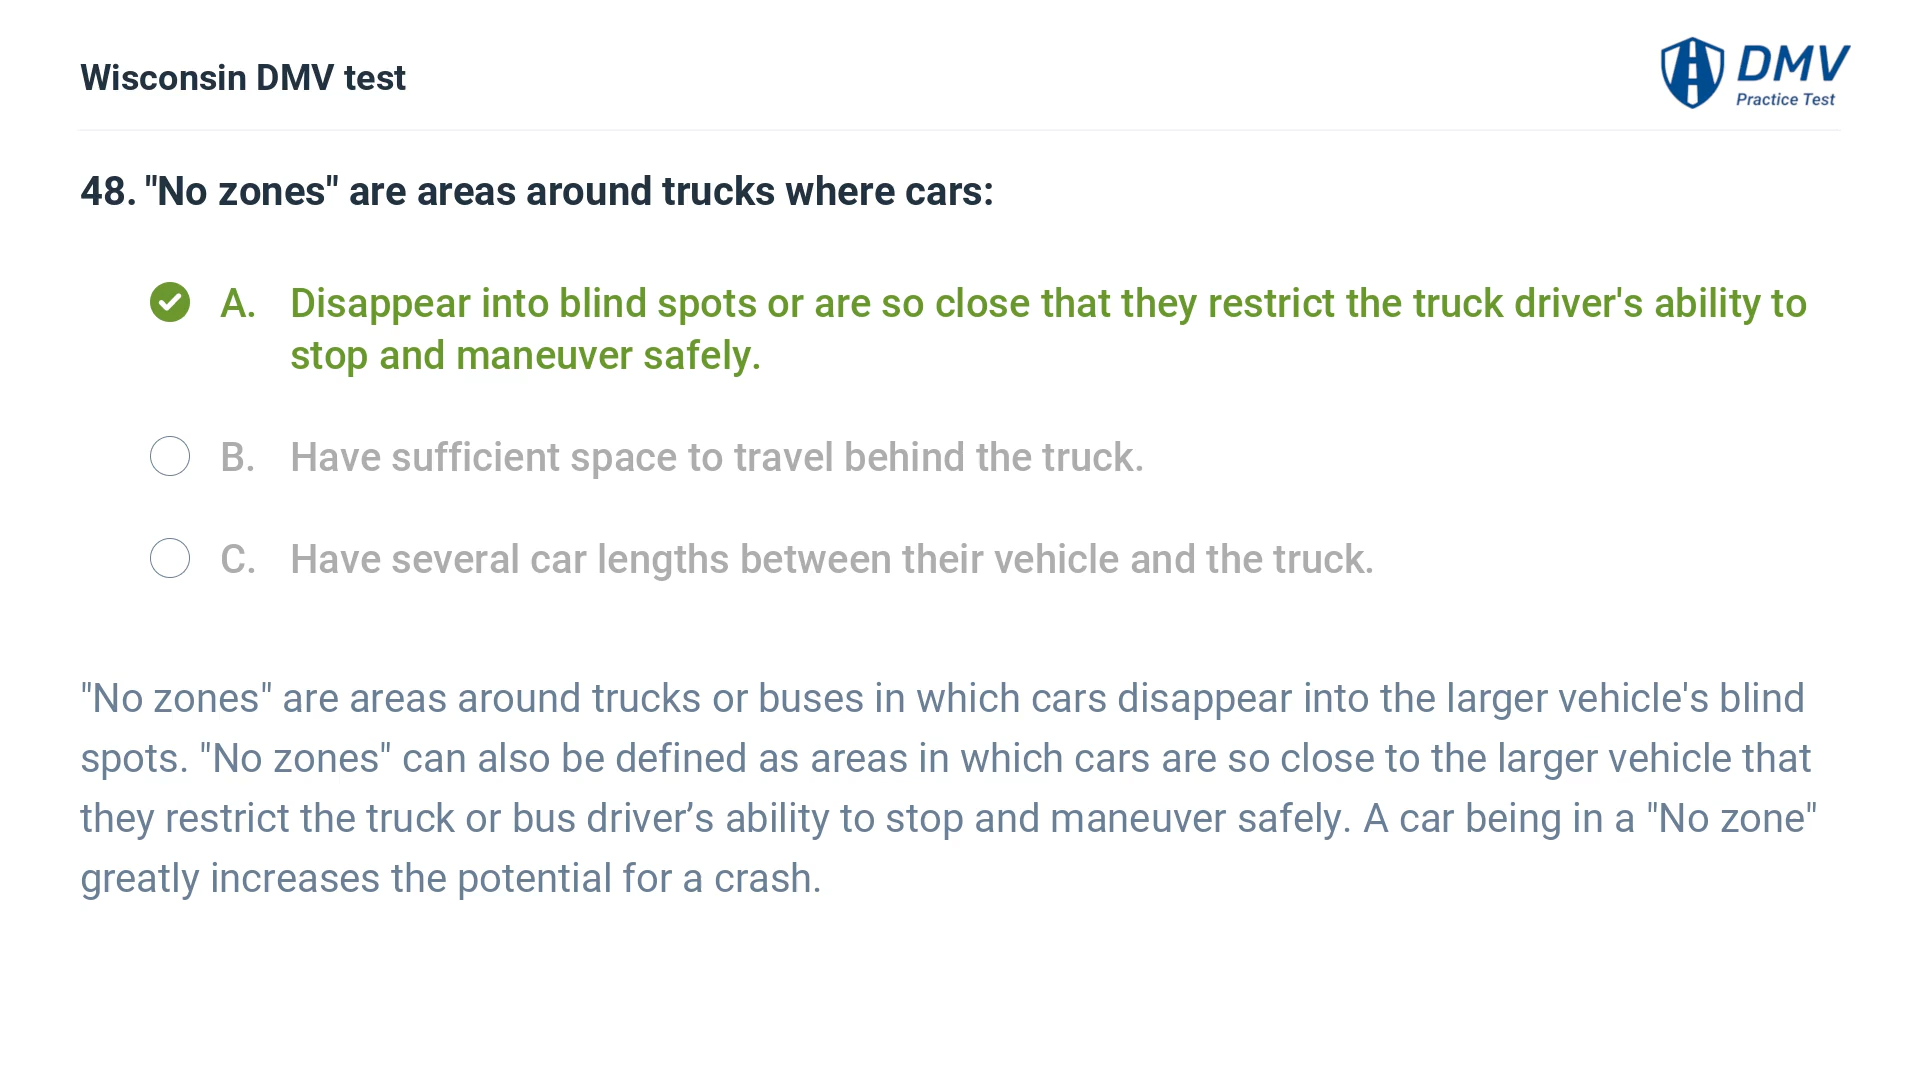 Wisconsin DMV test
DMV
Practice Test
48. "No zones" are areas around trucks where cars:
A. Disappear into blind spots or are so close that they restrict the truck driver's ability to
stop and maneuver safely.
B. Have sufficient space to travel behind the truck.
C. Have several car lengths between their vehicle and the truck.
"No zones" are areas around trucks or buses in which cars disappear into the larger vehicle's blind
spots. "No zones" can also be defined as areas in which cars are so close to the larger vehicle that
they restrict the truck or bus driver’s ability to stop and maneuver safely. A car being in a "No zone"
greatly increases the potential for a crash.